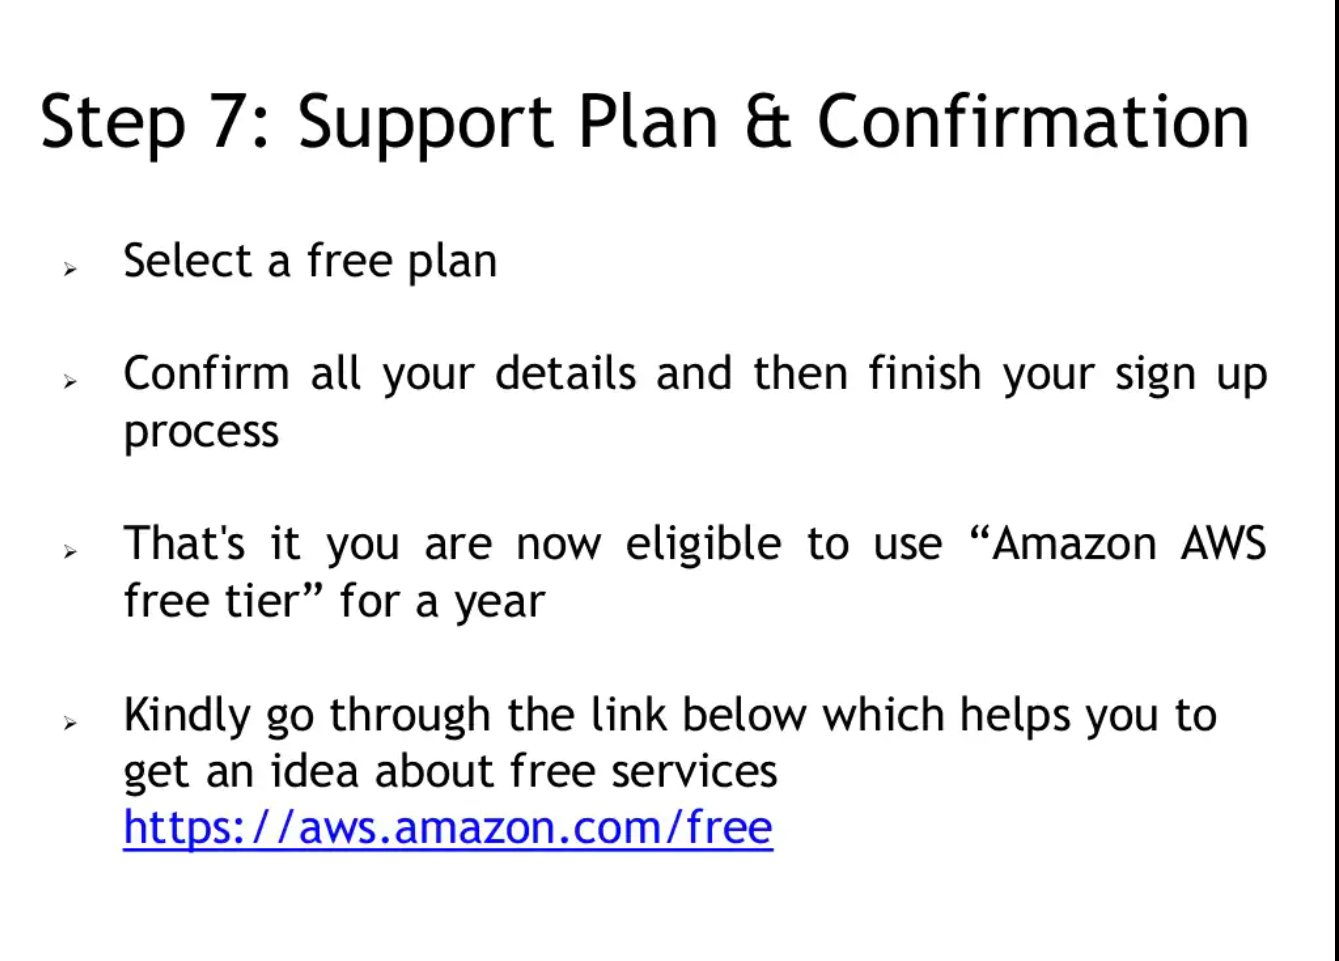 Step 7: Support Plan & Confirmation
➢ Select a free plan
➢ Confirm all your details and then finish your sign up
process
➢ That's it you are now eligible to use “Amazon AWS
free tier” for a year
➢ Kindly go through the link below which helps you to
get an idea about free services
https://aws.amazon.com/free